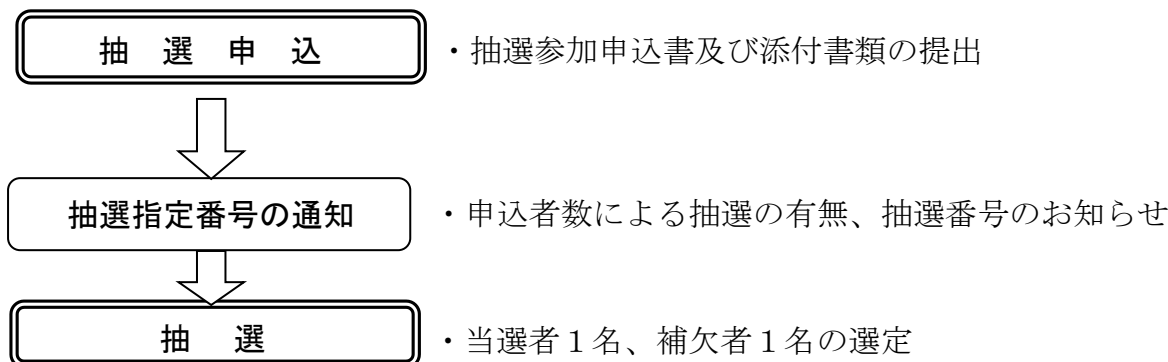 抽 選 申 込 ・抽選参加申込書及び添付書類の提出
抽選指定番号の通知 ・申込者数による抽選の有無、抽選番号のお知らせ
抽 選 ・当選者１名、補欠者１名の選定